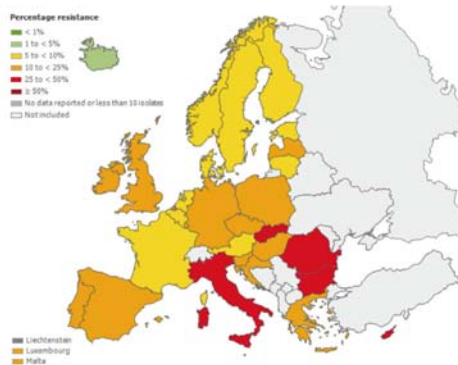 Percentage resistance
< 1%
1 to < 5%
5 to < 10%
10 to < 25%
25 to < 50%
≥ 50%
No data reported or less than 10 isolates
Not included
Liechtenstein
Luxembourg
Malta